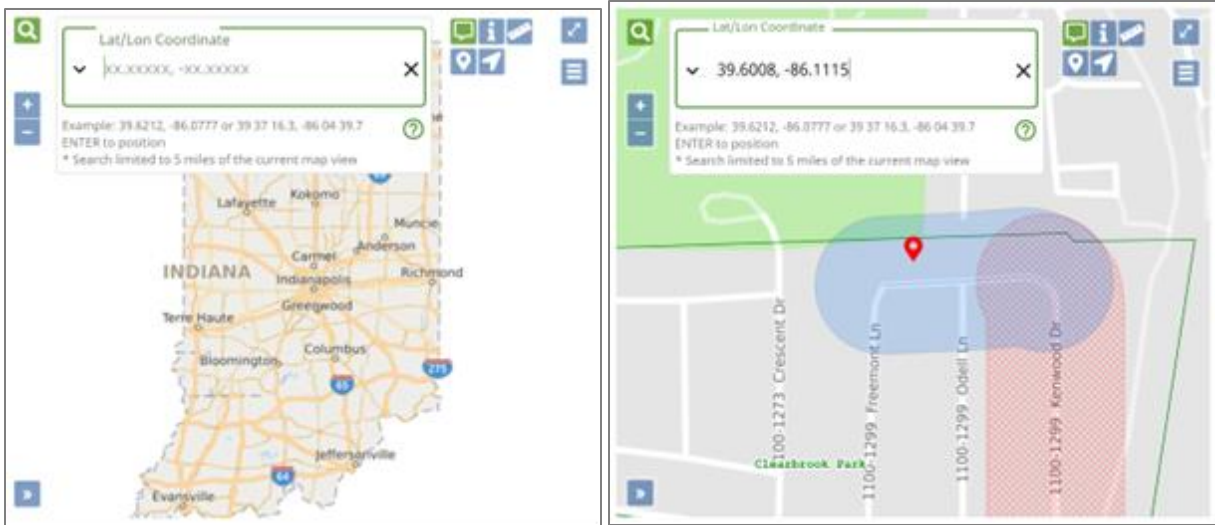 Lat/Lon Coordinate
xx.xxxxx, -xx.xxxxx
Example: 39.6212, -86.0777 or 39 37 16.3, -86 04 39.7
ENTER to position
* Search limited to 5 miles of the current map view
Kokomo
Lafayette
Muncie
Anderson
Carmel
INDIANA
Indianapolis
Richmond
Greenwood
Terre Haute
Columbus
Bloomington
275
65
Jeffersonville
64
Evansville
Lat/Lon Coordinate
39.6008, -86.1115
Example: 39.6212, -86.0777 or 39 37 16.3, -86 04 39.7
ENTER to position
* Search limited to 5 miles of the current map view
1100-1273 Crescent Dr
1100-1299 Freemont Ln
1100-1299 Odell Ln
1100-1299 Kenwood Dr
Clearbrook Park